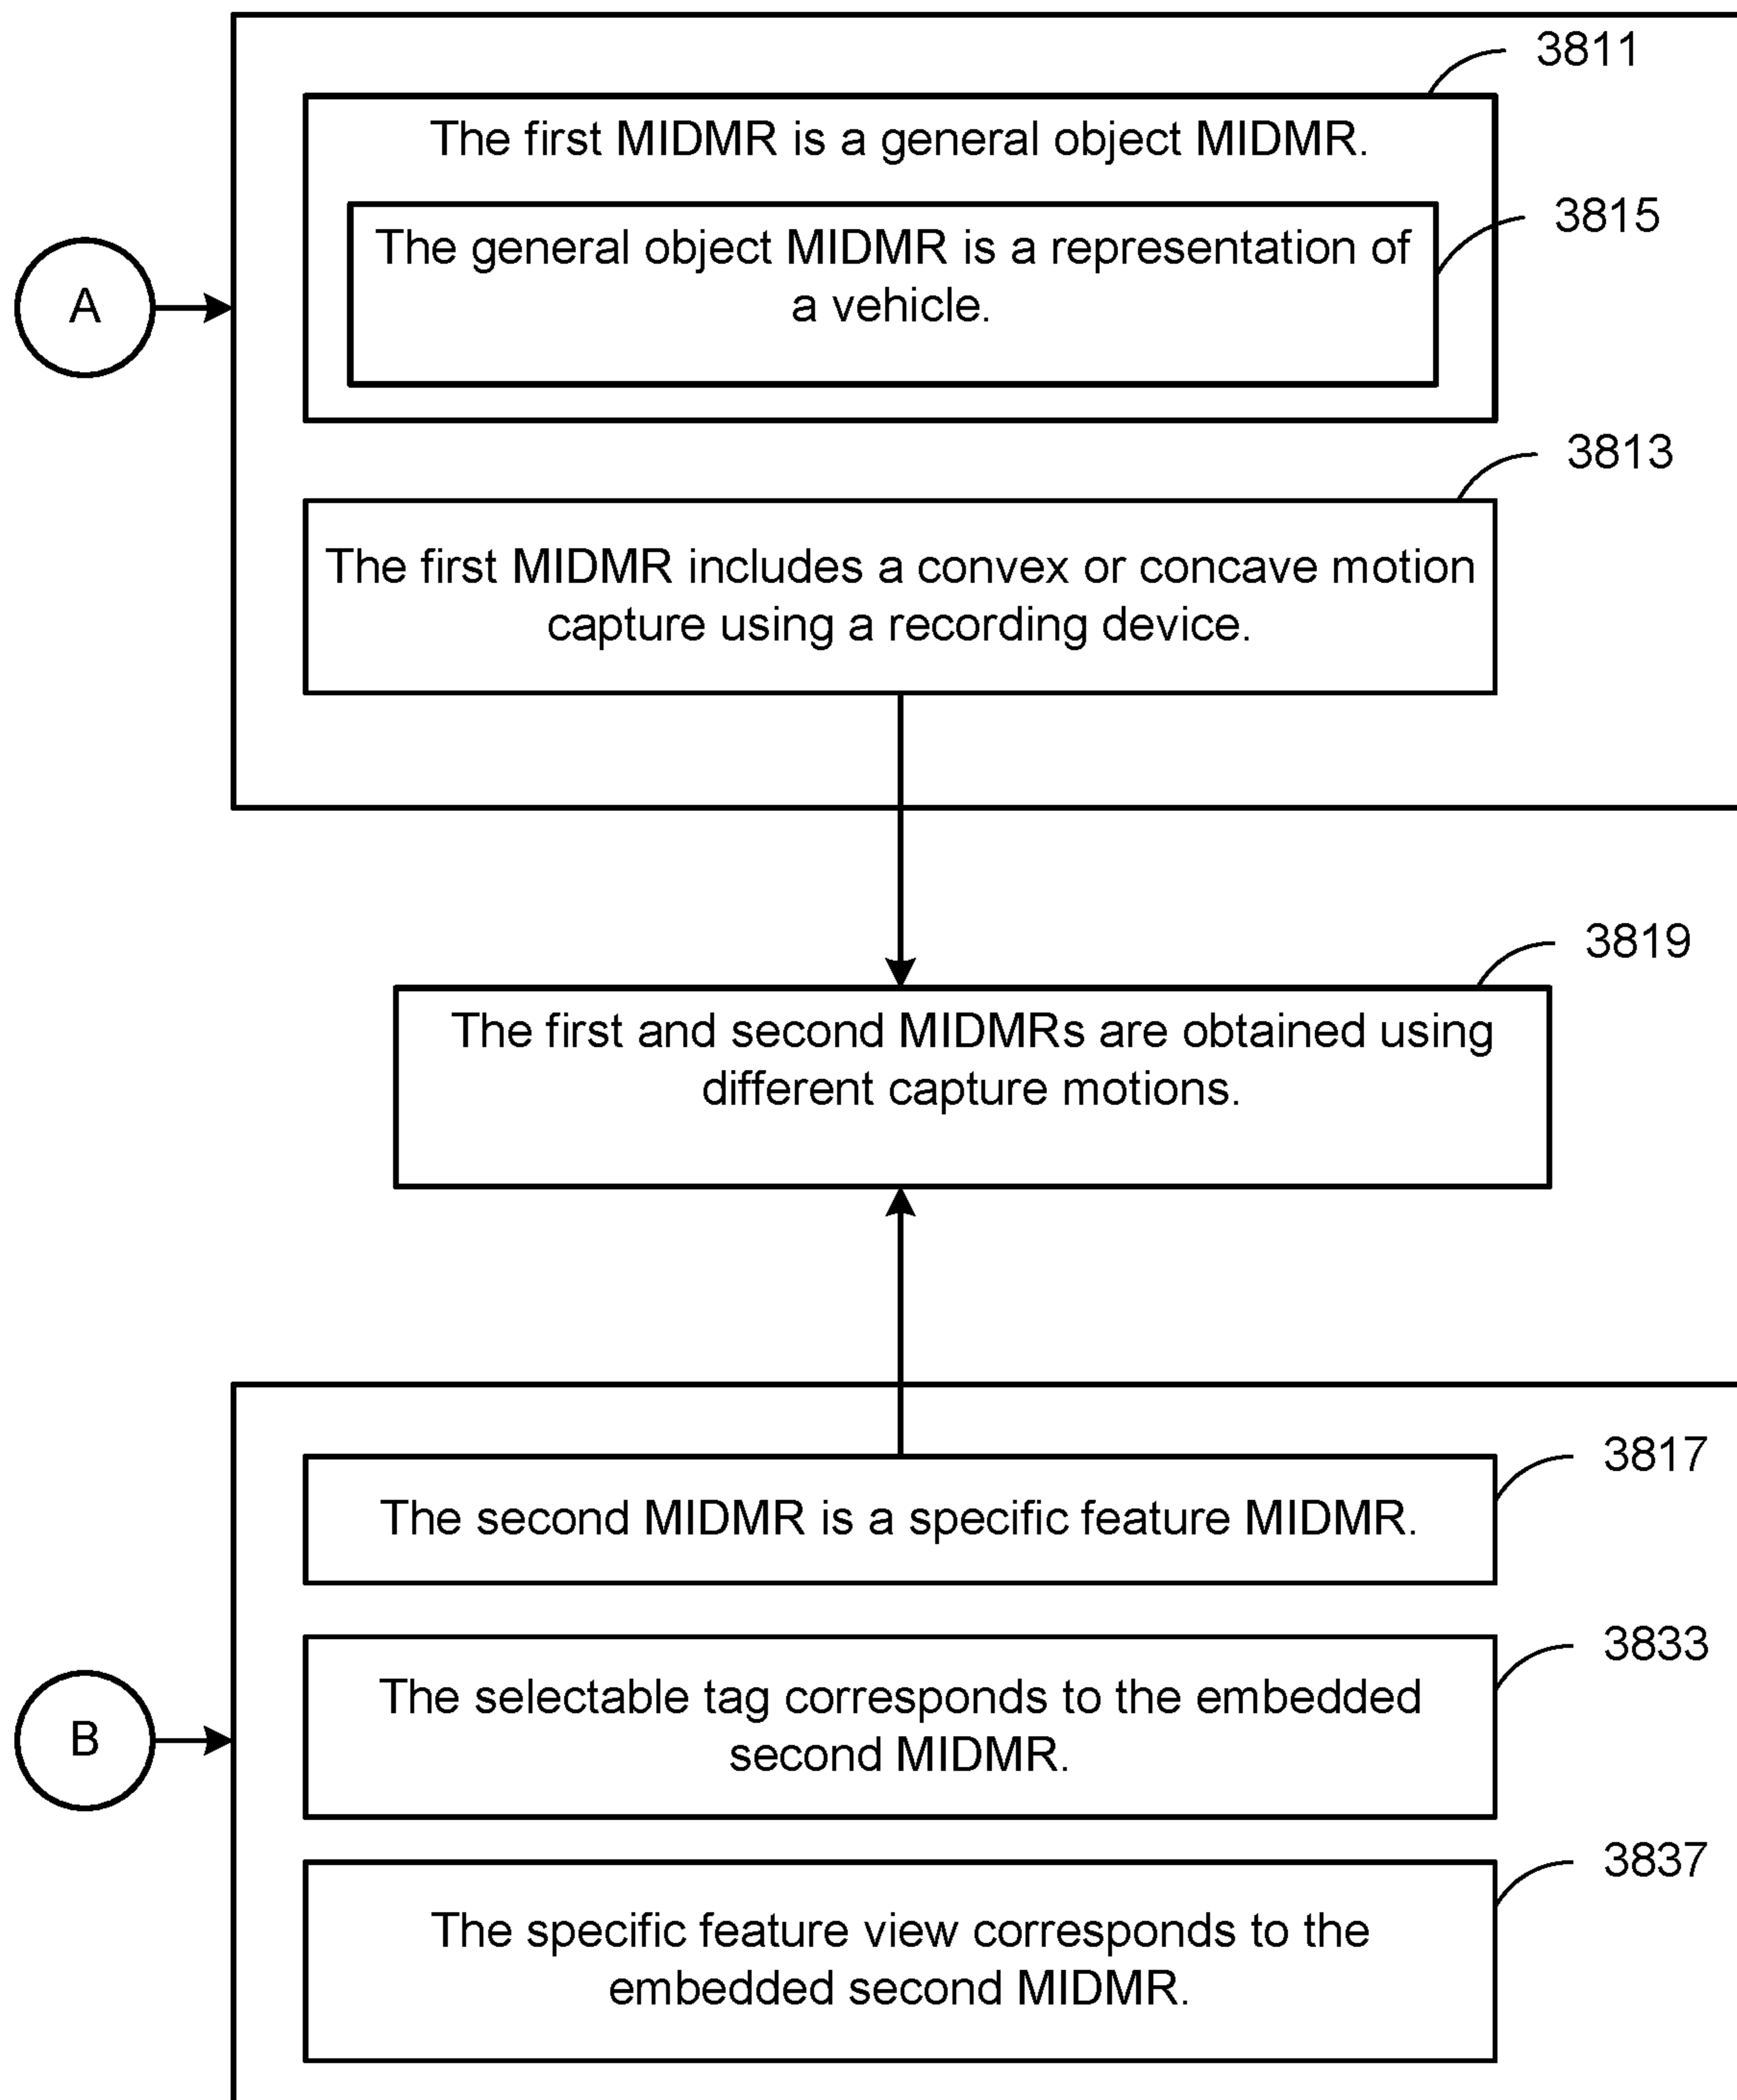 3811
The first MIDMR is a general object MIDMR.
3815
The general object MIDMR is a representation of
a vehicle.
A
3813
The first MIDMR includes a convex or concave motion
capture using a recording device.
3819
The first and second MIDMRs are obtained using
different capture motions.
3817
The second MIDMR is a specific feature MIDMR.
3833
The selectable tag corresponds to the embedded
second MIDMR.
B
3837
The specific feature view corresponds to the
embedded second MIDMR.